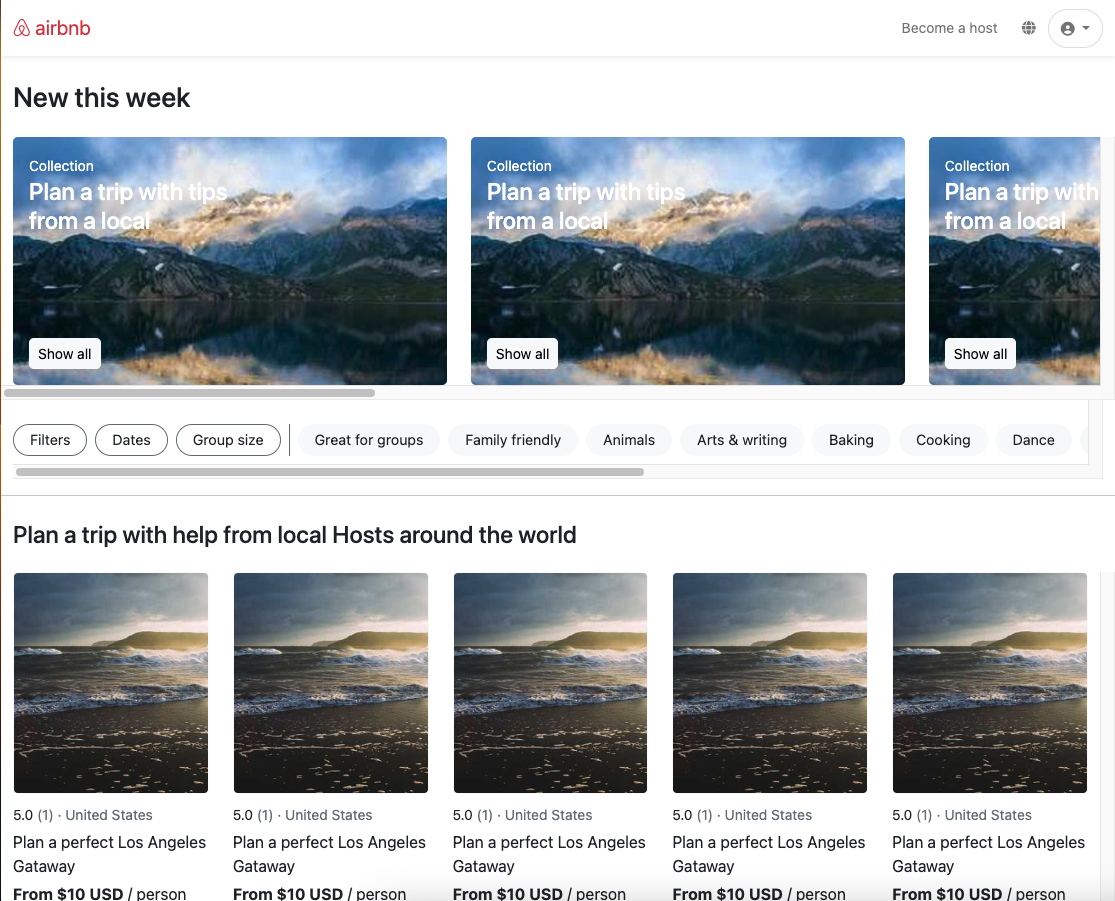 airbnb
Become a host
New this week
Collection
Plan a trip with tips
from a local
Show all
Collection
Plan a trip with tips
from a local
Show all
Collection
Plan a trip with
from a local
Show all
Filters Dates Group size Great for groups Family friendly Animals Arts & writing Baking Cooking Dance
Plan a trip with help from local Hosts around the world
5.0 (1) · United States
Plan a perfect Los Angeles
Gataway
From $10 USD / person
5.0 (1) · United States
Plan a perfect Los Angeles
Gataway
From $10 USD / person
5.0 (1) · United States
Plan a perfect Los Angeles
Gataway
From $10 USD / person
5.0 (1) · United States
Plan a perfect Los Angeles
Gataway
From $10 USD / person
5.0 (1) · United States
Plan a perfect Los Angeles
Gataway
From $10 USD / person